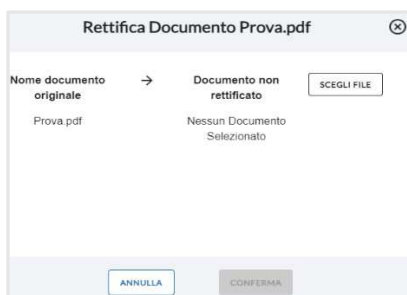 Rettifica Documento Prova.pdf
Nome documento
originale
→
Documento non
rettificato
SCEGLI FILE
Prova.pdf
Nessun Documento
Selezionato
ANNULLA
CONFERMA